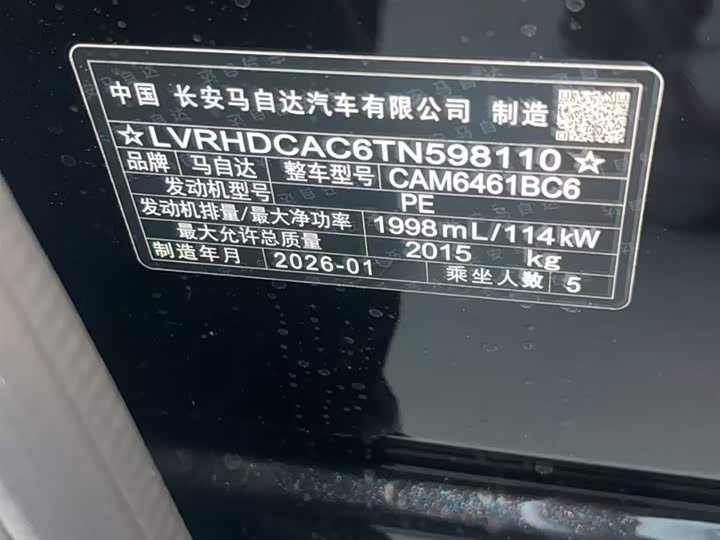 中国 长安马自达汽车有限公司 制造
☆LVRHDCAC6TN598110☆
品牌 马自达 整车型号 CAM6461BC6
发动机型号 PE
发动机排量/最大净功率 1998mL/114kW
最大允许总质量 2015 kg
制造年月 2026-01 乘坐人数 5